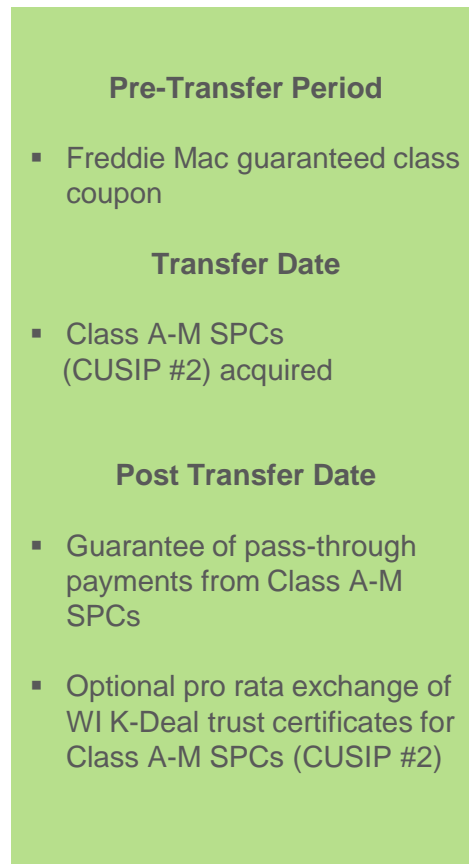 Pre-Transfer Period
▪ Freddie Mac guaranteed class
coupon
Transfer Date
▪ Class A-M SPCs
(CUSIP #2) acquired
Post Transfer Date
▪ Guarantee of pass-through
payments from Class A-M
SPCs
▪ Optional pro rata exchange of
WI K-Deal trust certificates for
Class A-M SPCs (CUSIP #2)